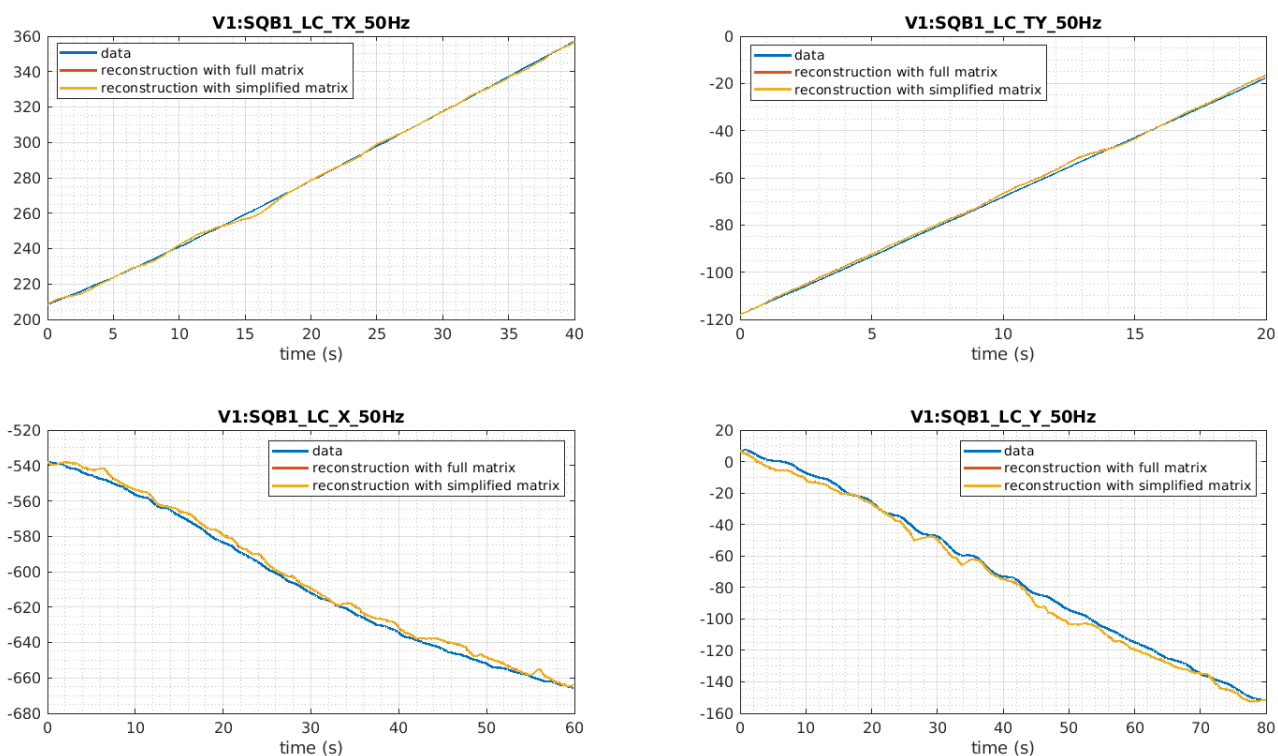 V1:SQB1_LC_TX_50Hz
360
340
320
300
280
260
240
220
200
data
reconstruction with full matrix
reconstruction with simplified matrix
0 5 10 15 20 25 30 35 40
time (s)
V1:SQB1_LC_TY_50Hz
0
-20
-40
-60
-80
-100
-120
data
reconstruction with full matrix
reconstruction with simplified matrix
0 5 10 15 20
time (s)
V1:SQB1_LC_X_50Hz
-520
-540
-560
-580
-600
-620
-640
-660
-680
data
reconstruction with full matrix
reconstruction with simplified matrix
0 10 20 30 40 50 60
time (s)
V1:SQB1_LC_Y_50Hz
20
0
-20
-40
-60
-80
-100
-120
-140
-160
data
reconstruction with full matrix
reconstruction with simplified matrix
0 10 20 30 40 50 60 70 80
time (s)